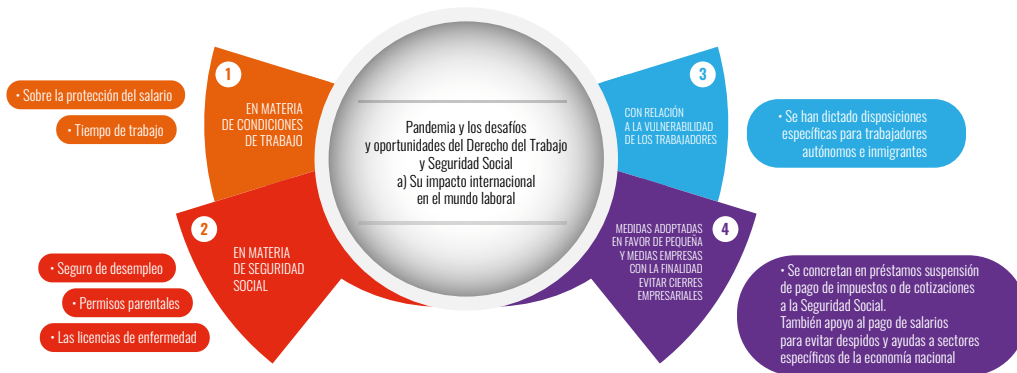 Pandemia y los desafíos
y oportunidades del Derecho del Trabajo
y Seguridad Social
a) Su impacto internacional
en el mundo laboral
1
EN MATERIA
DE CONDICIONES
DE TRABAJO
• Sobre la protección del salario
• Tiempo de trabajo
2
EN MATERIA
DE SEGURIDAD
SOCIAL
• Seguro de desempleo
• Permisos parentales
• Las licencias de enfermedad
3
CON RELACIÓN
A LA VULNERABILIDAD
DE LOS TRABAJADORES
• Se han dictado disposiciones
específicas para trabajadores
autónomos e inmigrantes
4
MEDIDAS ADOPTADAS
EN FAVOR DE PEQUEÑA
Y MEDIAS EMPRESAS
CON LA FINALIDAD
EVITAR CIERRES
EMPRESARIALES
• Se concretan en préstamos suspensión
de pago de impuestos o de cotizaciones
a la Seguridad Social.
También apoyo al pago de salarios
para evitar despidos y ayudas a sectores
específicos de la economía nacional